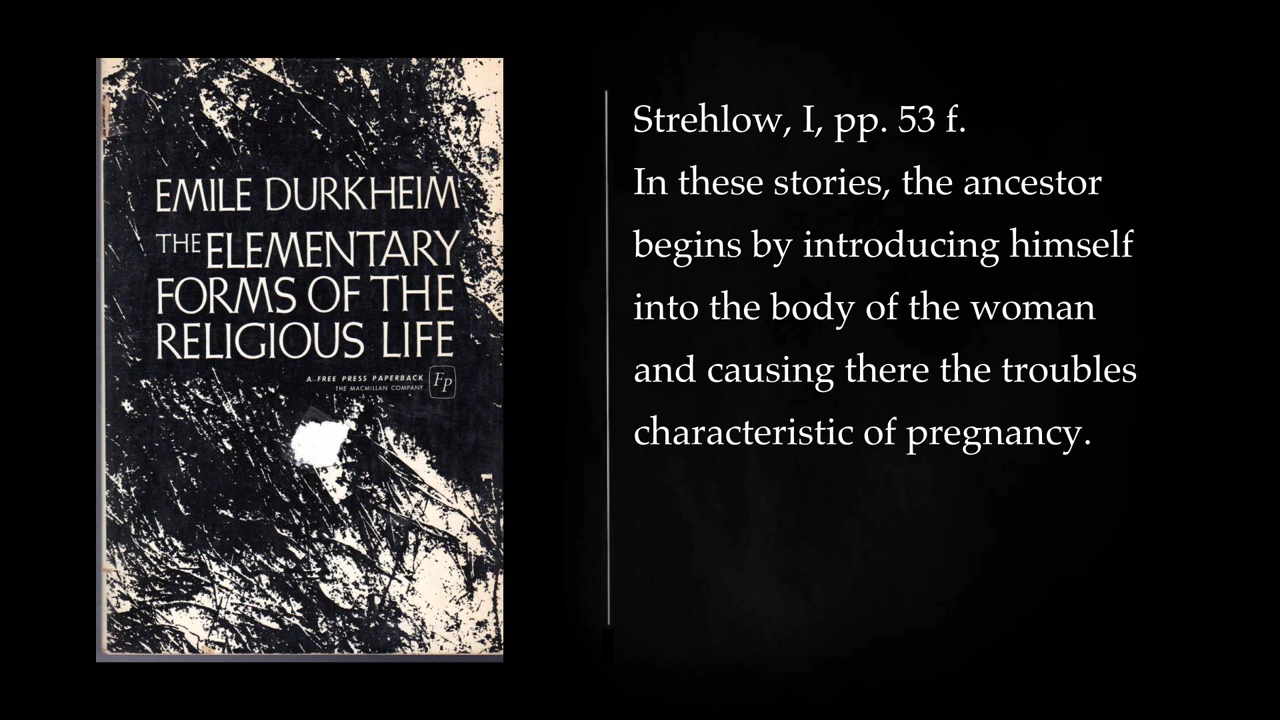 EMILE DURKHEIM
THE ELEMENTARY
FORMS OF THE
RELIGIOUS LIFE
A FREE PRESS PAPERBACK
THE MACMILLAN COMPANY
Fp
Strehlow, I, pp. 53 f.
In these stories, the ancestor
begins by introducing himself
into the body of the woman
and causing there the troubles
characteristic of pregnancy.